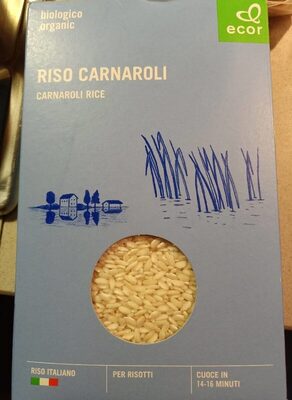 biologico
organic
ecor
RISO CARNAROLI
CARNAROLI RICE
RISO ITALIANO
PER RISOTTI
CUOCE IN
14-16 MINUTI